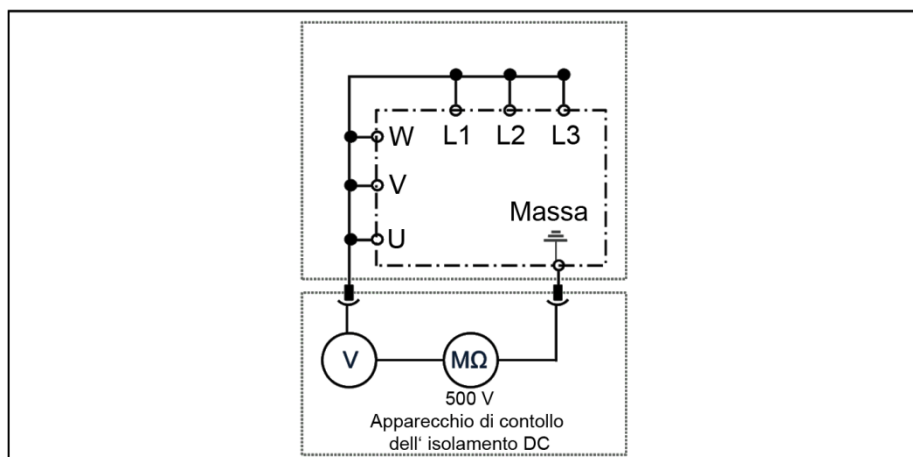 L1 L2 L3
W
V
U
Massa
V
MΩ
500 V
Apparecchio di contollo
dell‘ isolamento DC